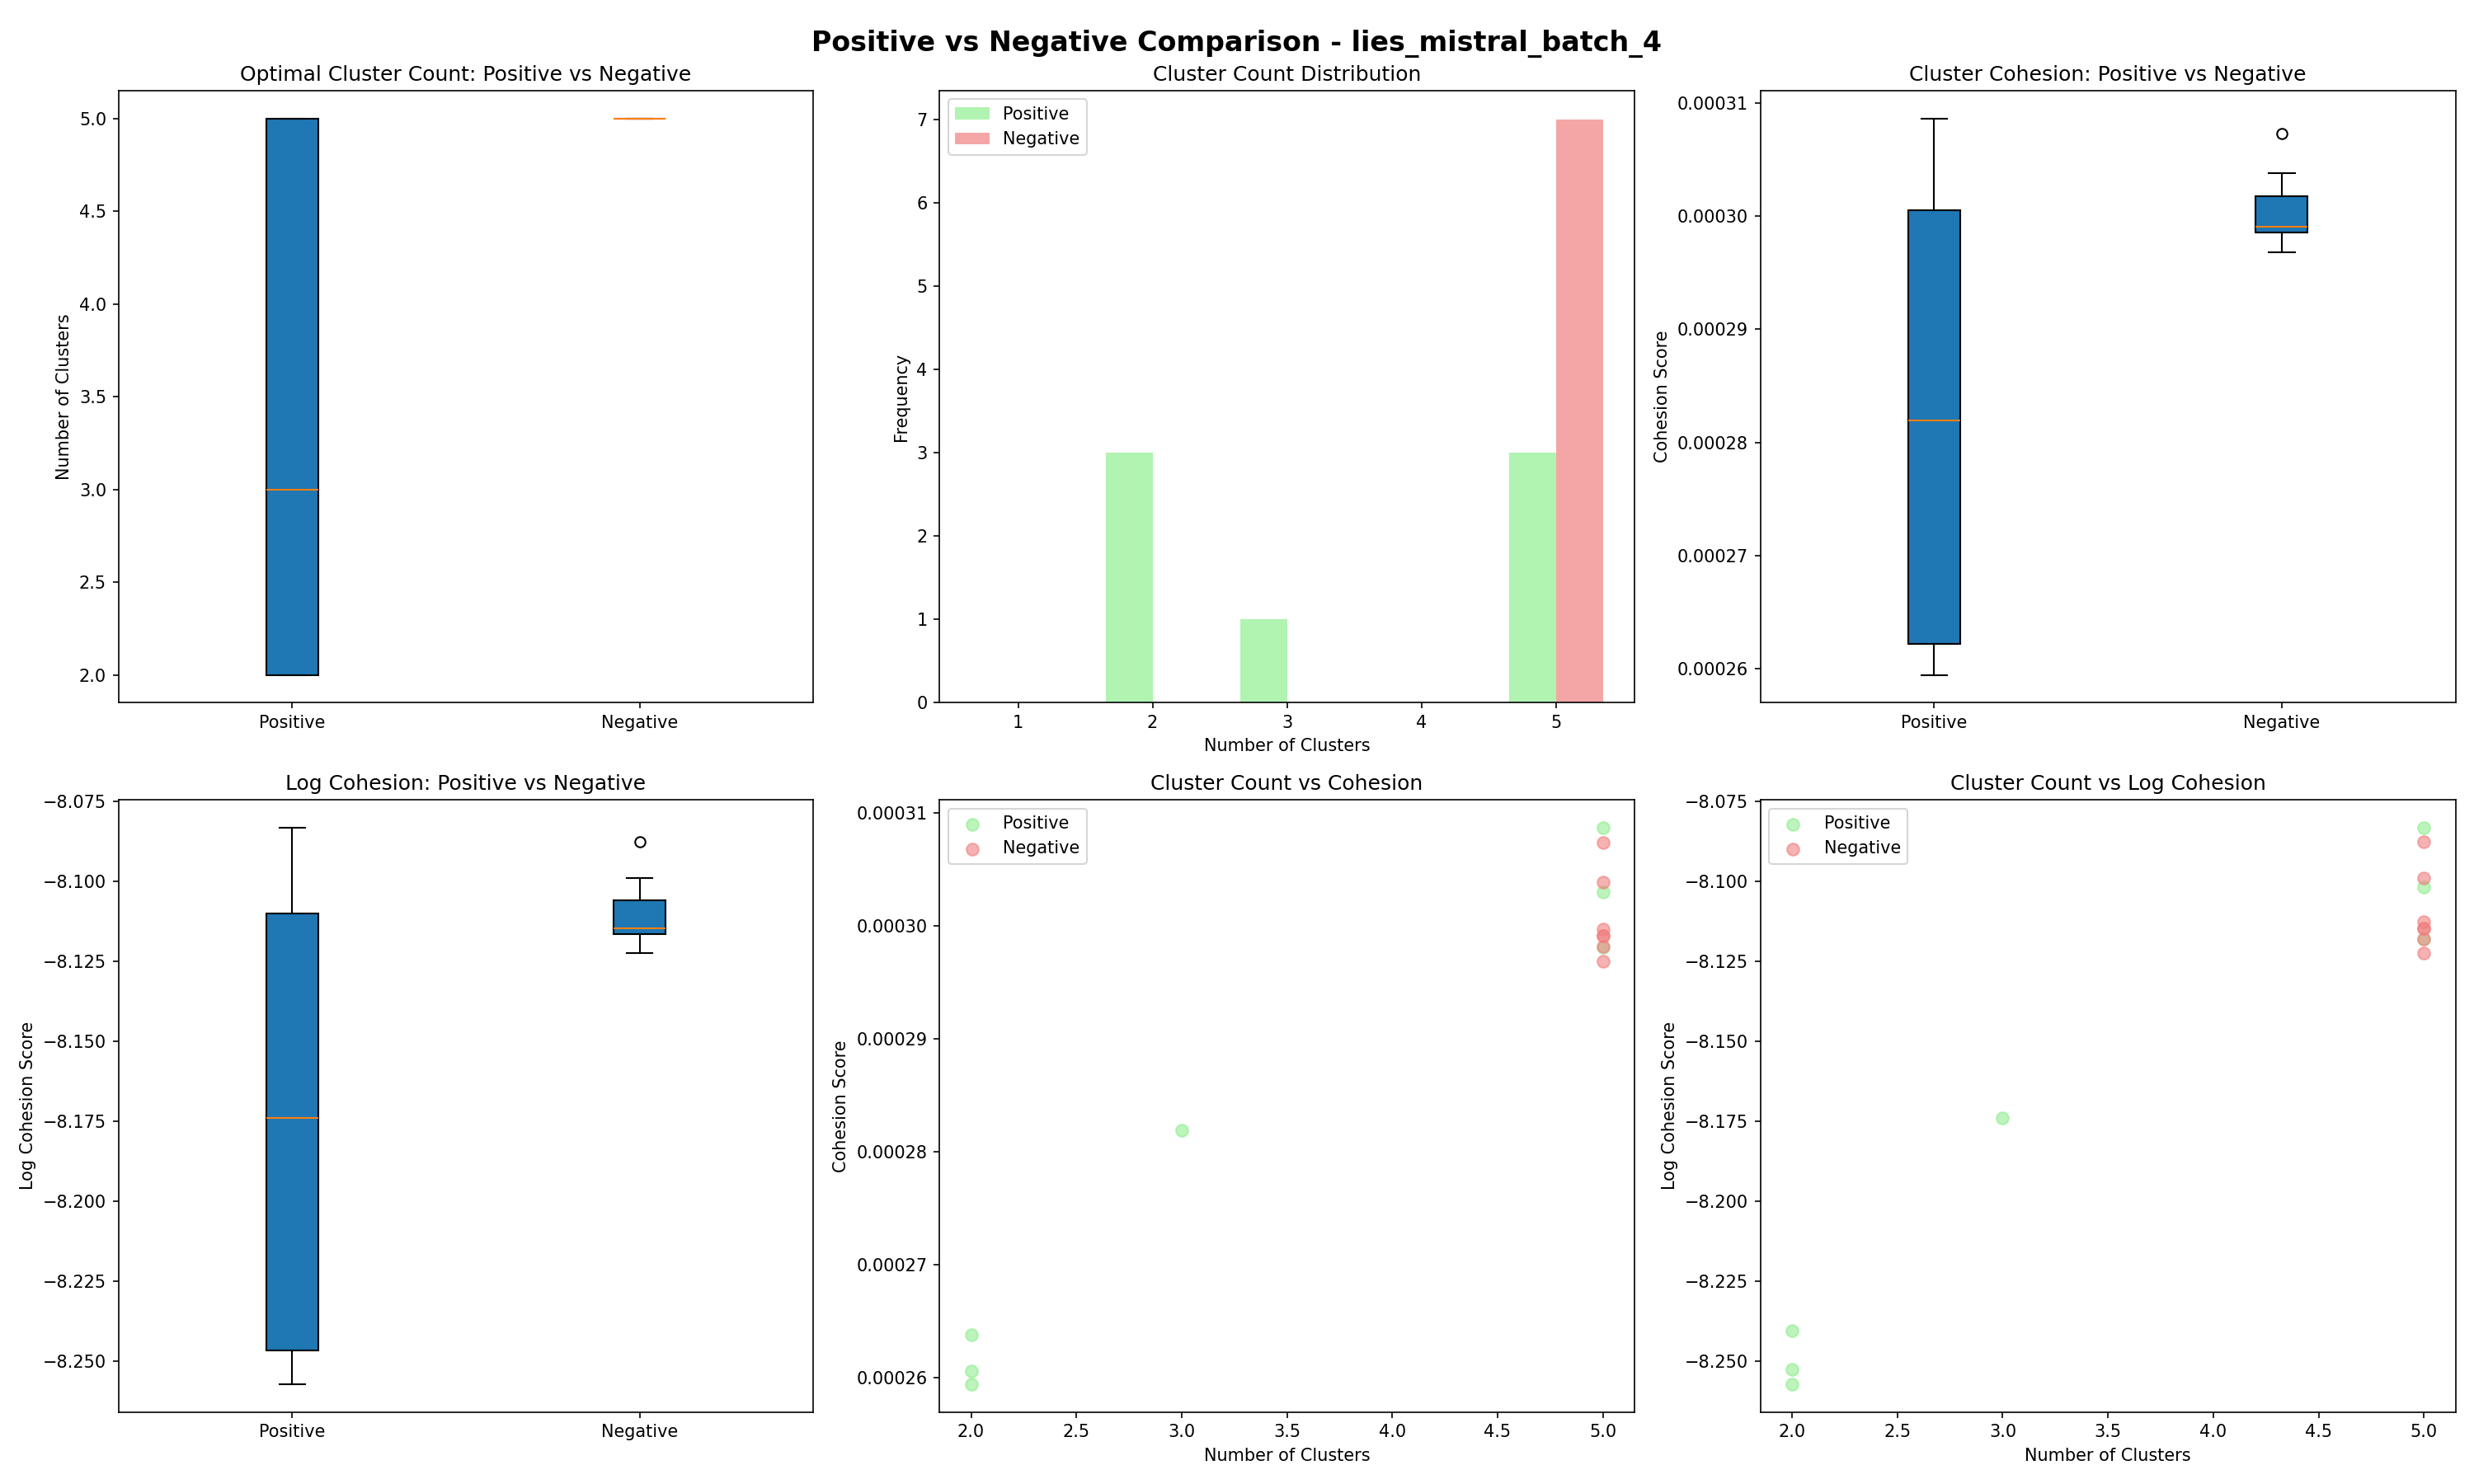 Positive vs Negative Comparison - lies_mistral_batch_4
Optimal Cluster Count: Positive vs Negative
Number of Clusters
5.0
4.5
4.0
3.5
3.0
2.5
2.0
Positive Negative
Cluster Count Distribution
Positive
Negative
Frequency
7
6
5
4
3
2
1
0
1 2 3 4 5
Number of Clusters
Cluster Cohesion: Positive vs Negative
Cohesion Score
0.00031
0.00030
0.00029
0.00028
0.00027
0.00026
Positive Negative
Log Cohesion: Positive vs Negative
Log Cohesion Score
−8.075
−8.100
−8.125
−8.150
−8.175
−8.200
−8.225
−8.250
Positive Negative
Cluster Count vs Cohesion
Positive
Negative
Cohesion Score
0.00031
0.00030
0.00029
0.00028
0.00027
0.00026
2.0 2.5 3.0 3.5 4.0 4.5 5.0
Number of Clusters
Cluster Count vs Log Cohesion
Positive
Negative
Log Cohesion Score
−8.075
−8.100
−8.125
−8.150
−8.175
−8.200
−8.225
−8.250
2.0 2.5 3.0 3.5 4.0 4.5 5.0
Number of Clusters